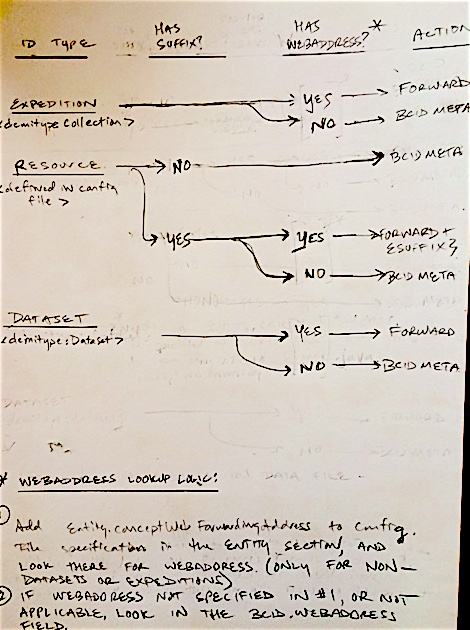 ID TYPE HAS SUFFIX? HAS WEBADDRESS?* ACTION
EXPEDITION YES FORWARD
<dcmitype Collection> NO BCID META
RESOURCE NO BCID META
<defined in config
file>
YES YES FORWARD +
{SUFFIX}
NO BCID META
DATASET YES FORWARD
<dcmitype:Dataset> NO BCID META
* WEBADDRESS LOOKUP LOGIC:
① Add Entity.conceptWebForwardingAddress to config.
File specification in the ENTITY SECTION, AND
LOOK THERE FOR WEBADDRESS. (ONLY FOR NON-
DATASETS OR EXPEDITIONS)
② IF WEBADDRESS NOT SPECIFIED IN #1, OR NOT
APPLICABLE, LOOK IN THE BCID.WEBADDRESS
FIELD.